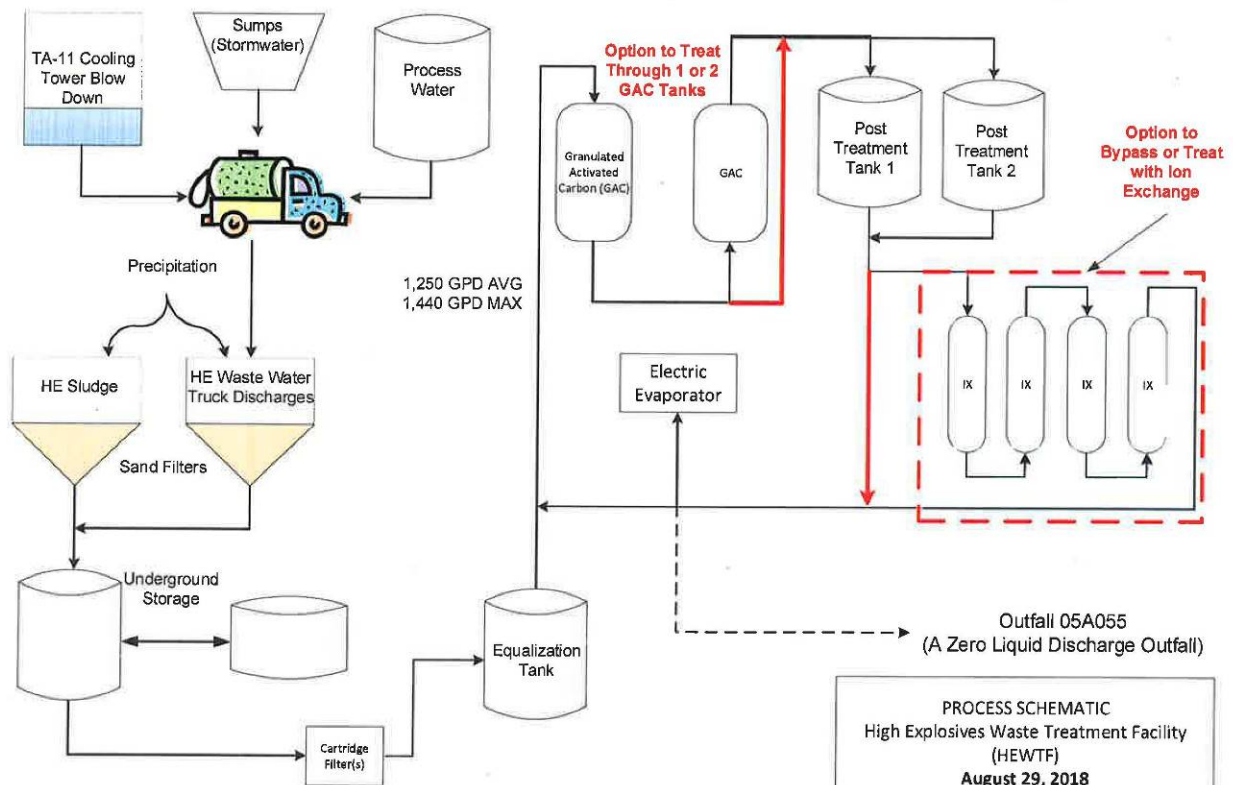 TA-11 Cooling
Tower Blow
Down
Sumps
(Stormwater)
Process
Water
Precipitation
HE Sludge
HE Waste Water
Truck Discharges
Sand Filters
Underground
Storage
Cartridge
Filter(s)
Equalization
Tank
1,250 GPD AVG
1,440 GPD MAX
Option to Treat
Through 1 or 2
GAC Tanks
Granulated
Activated
Carbon (GAC)
GAC
Post
Treatment
Tank 1
Post
Treatment
Tank 2
Option to
Bypass or Treat
with Ion
Exchange
IX
IX
IX
IX
Electric
Evaporator
Outfall 05A055
(A Zero Liquid Discharge Outfall)
PROCESS SCHEMATIC
High Explosives Waste Treatment Facility
(HEWTF)
August 29, 2018